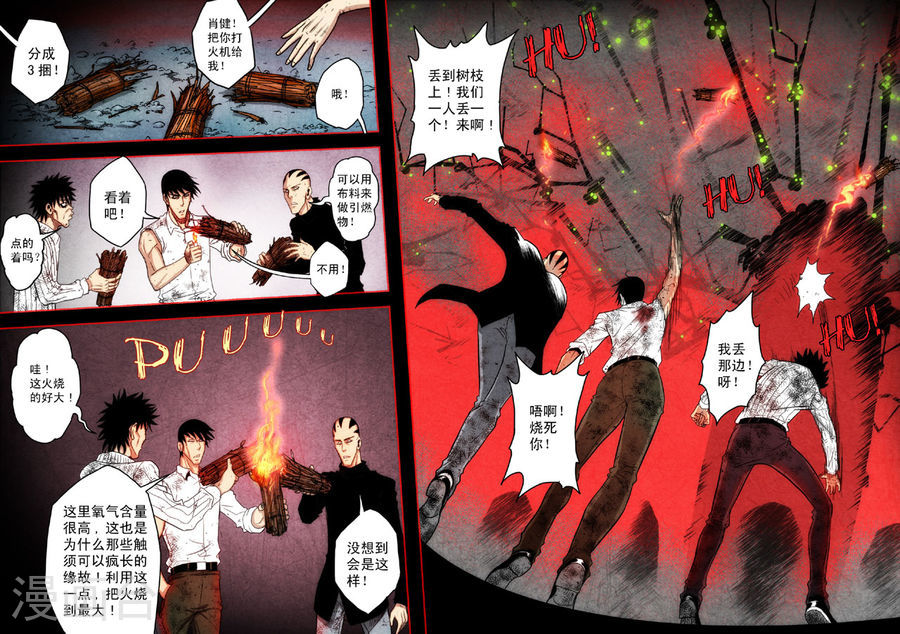 分成
3捆！
肖健！
把你打
火机给
我！
哦！
点的
着吗？
看着
吧！
可以用
布料来
做引燃
物！
不用！
PUUUUuu
哇！
这火烧
的好大！
这里氧气含量
很高，这也是
为什么那些触
须可以疯长的
缘故！利用这
一点，把火烧
到最大！
没想到
会是这
样！
漫画台
丢到树枝
上！我们
一人丢一
个！来啊！
HU!
HU!
HU!
唔啊！
烧死
你！
我丢
那边！
呀！